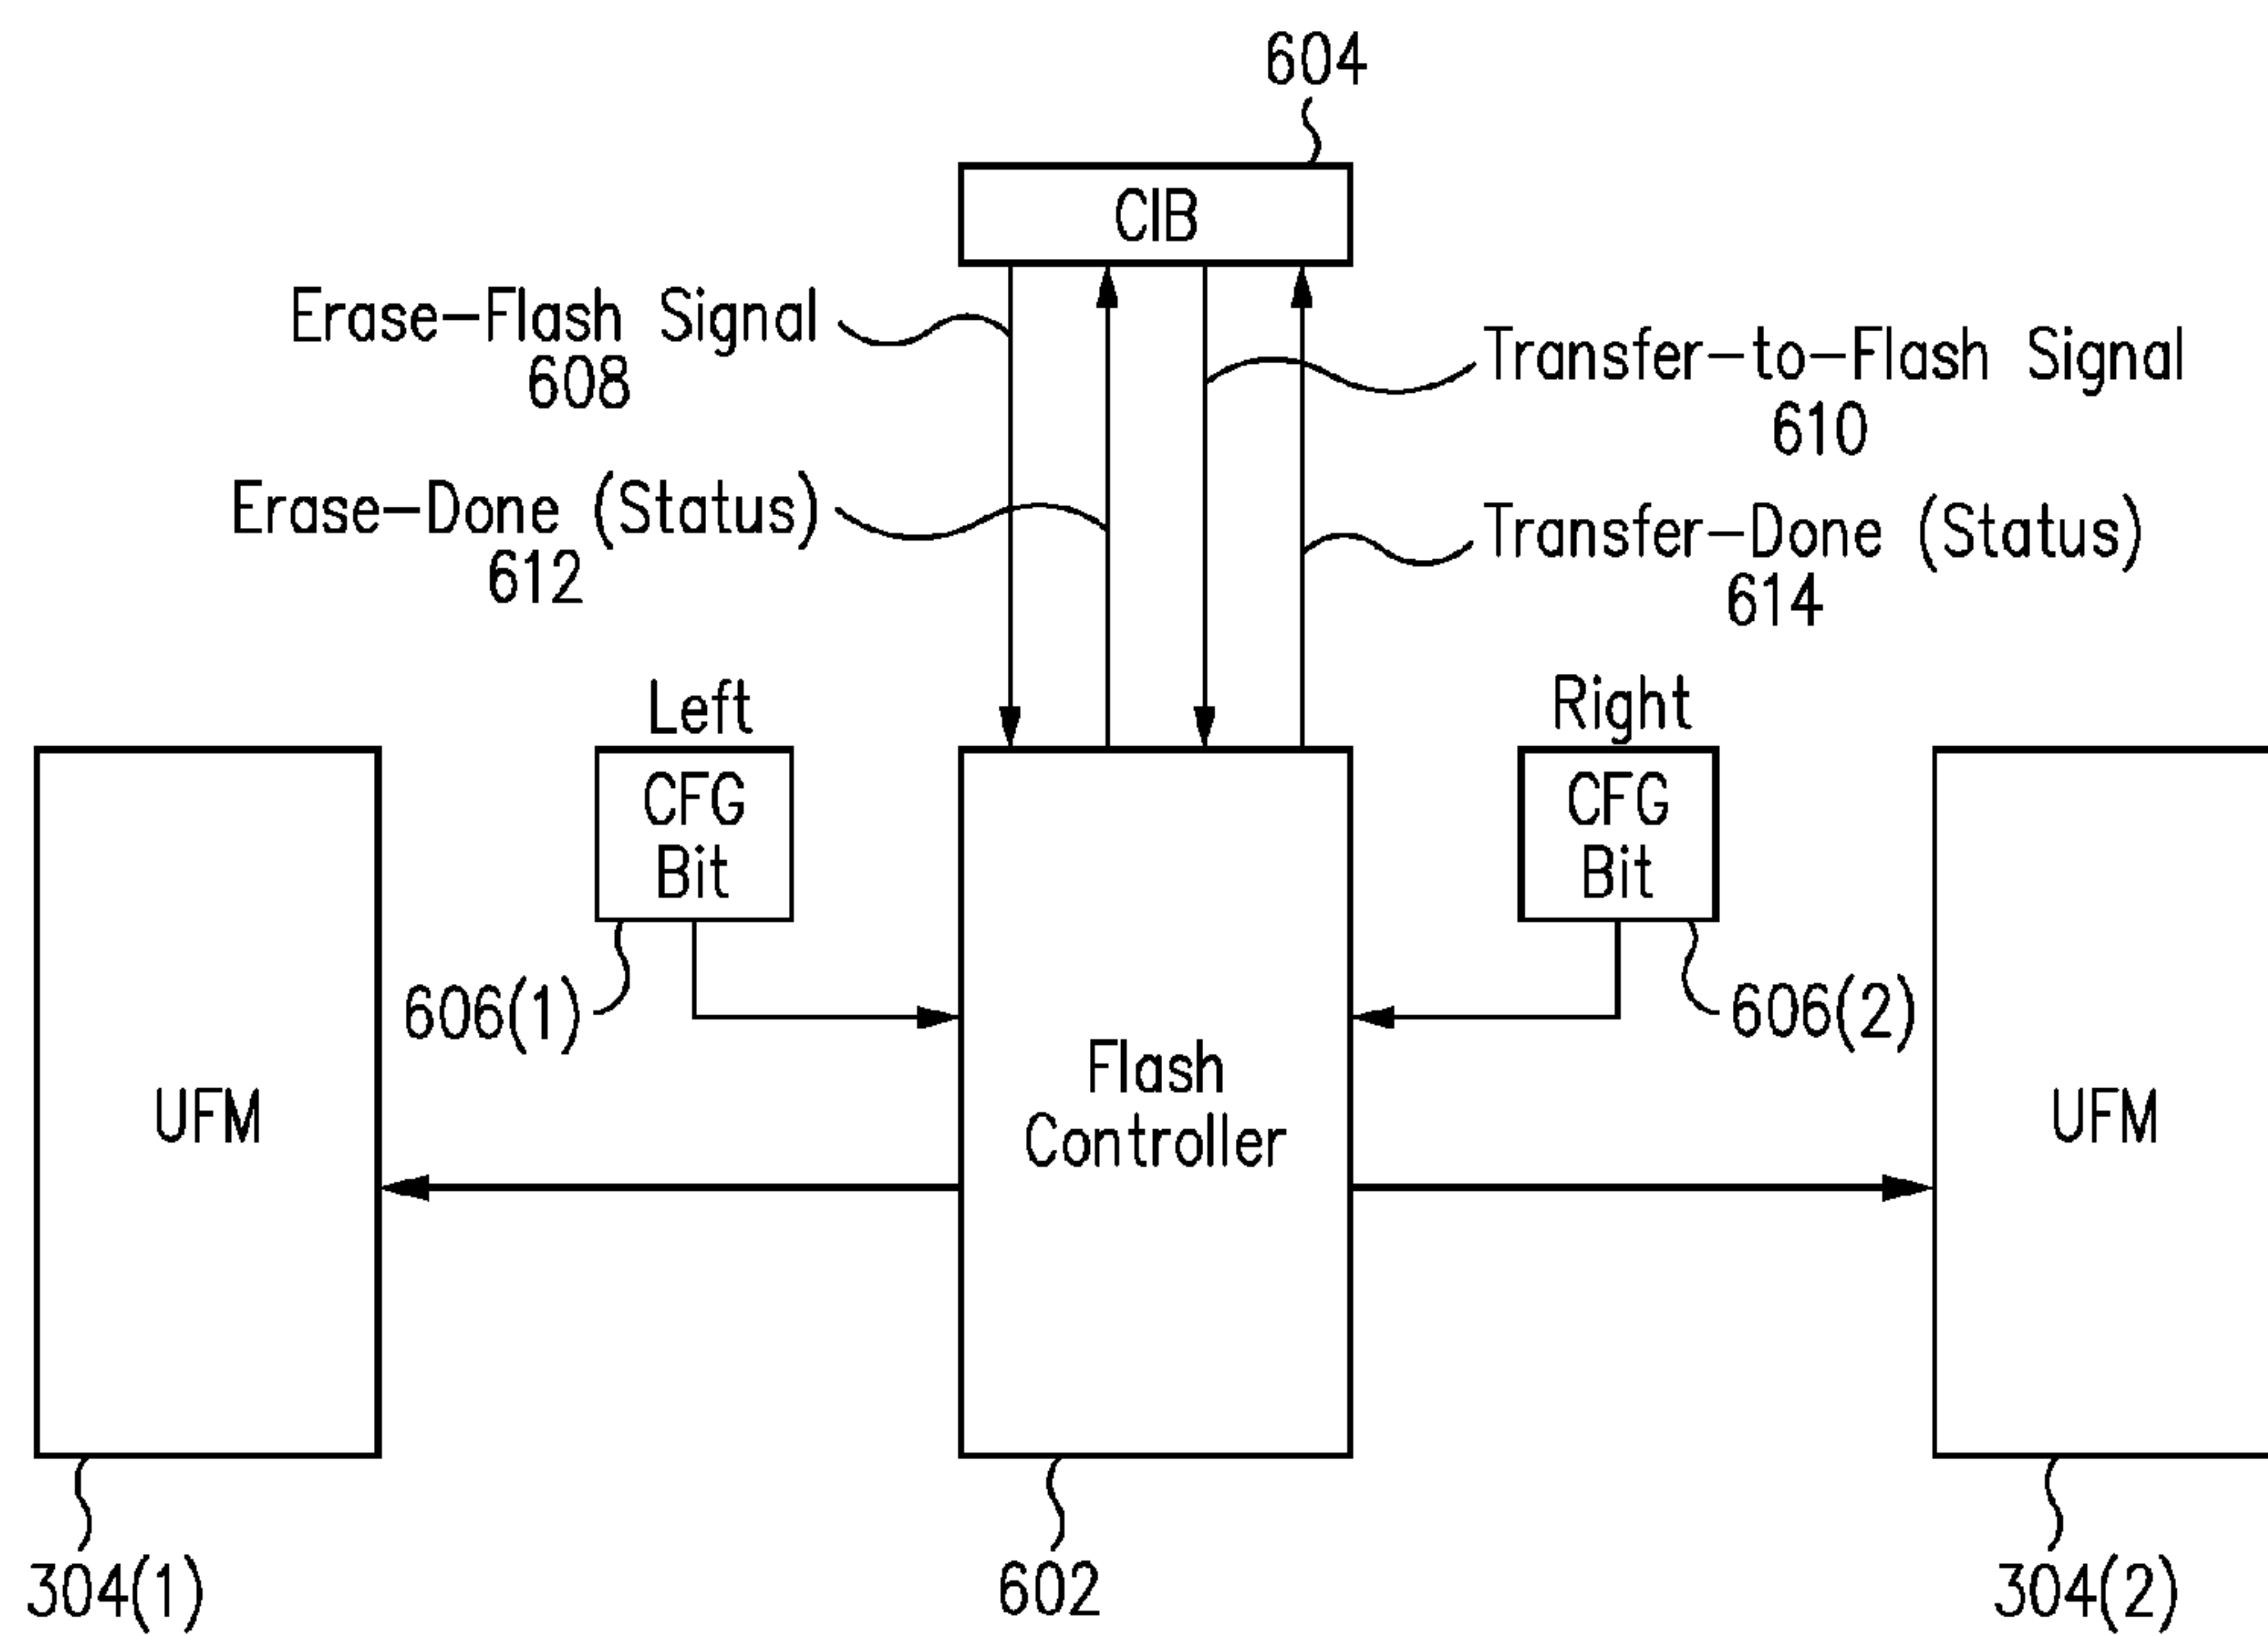 604
CIB
Erase-Flash Signal
608
Transfer-to-Flash Signal
610
Erase-Done (Status)
612
Transfer-Done (Status)
614
Left
CFG
Bit
606(1)
Right
CFG
Bit
606(2)
UFM
Flash
Controller
UFM
304(1)
602
304(2)